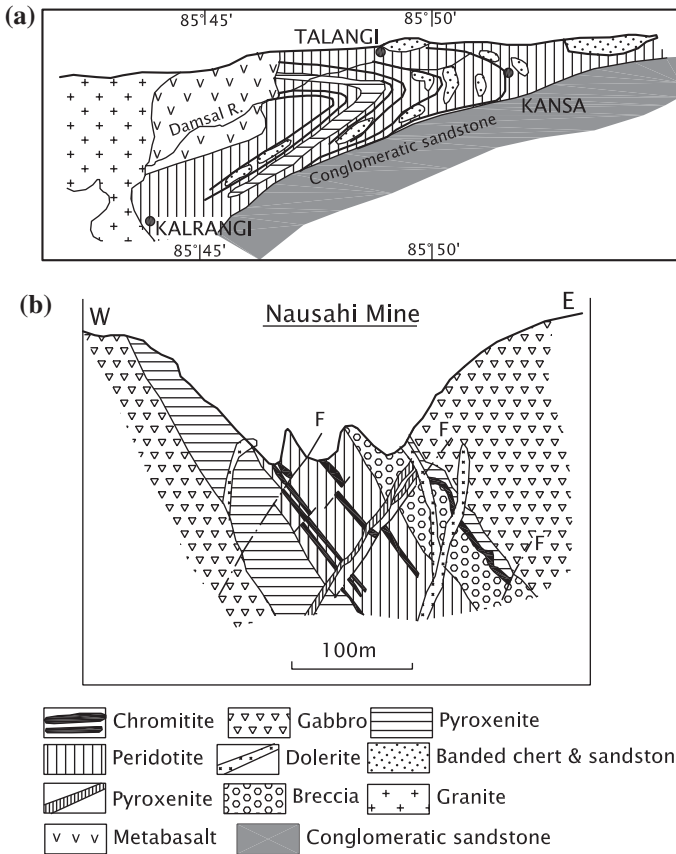 (a)
85°45'
85°50'
TALANGI
Damsal R.
KANSA
Conglomeratic sandstone
KALRANGI
85°45'
85°50'
(b)
W
E
Nausahi Mine
F
F
F
100m
Chromitite
Gabbro
Pyroxenite
Peridotite
Dolerite
Banded chert & sandston
Pyroxenite
Breccia
Granite
Metabasalt
Conglomeratic sandstone